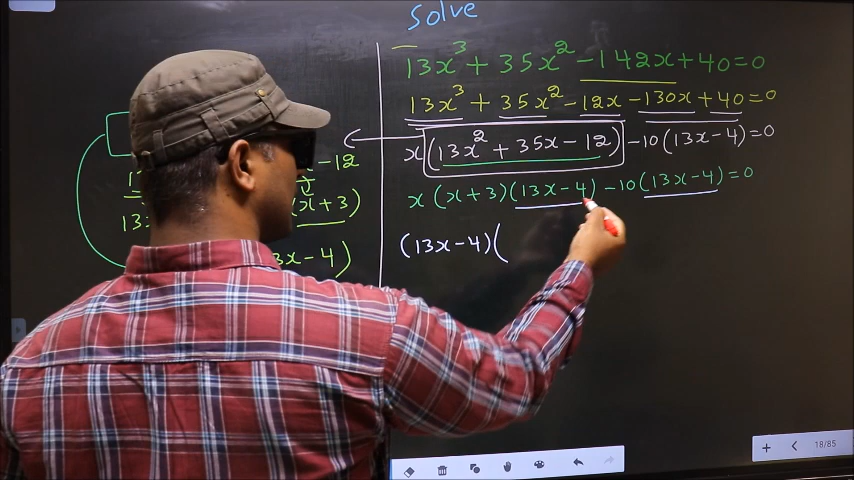 Solve
13x³ + 35x² - 142x + 40 = 0
13x³ + 35x² - 12x - 130x + 40 = 0
x(13x² + 35x - 12) - 10(13x - 4) = 0
x(x + 3)(13x - 4) - 10(13x - 4) = 0
(13x - 4)(
x - 12
13x
(x + 3)
3x - 4)
18/85